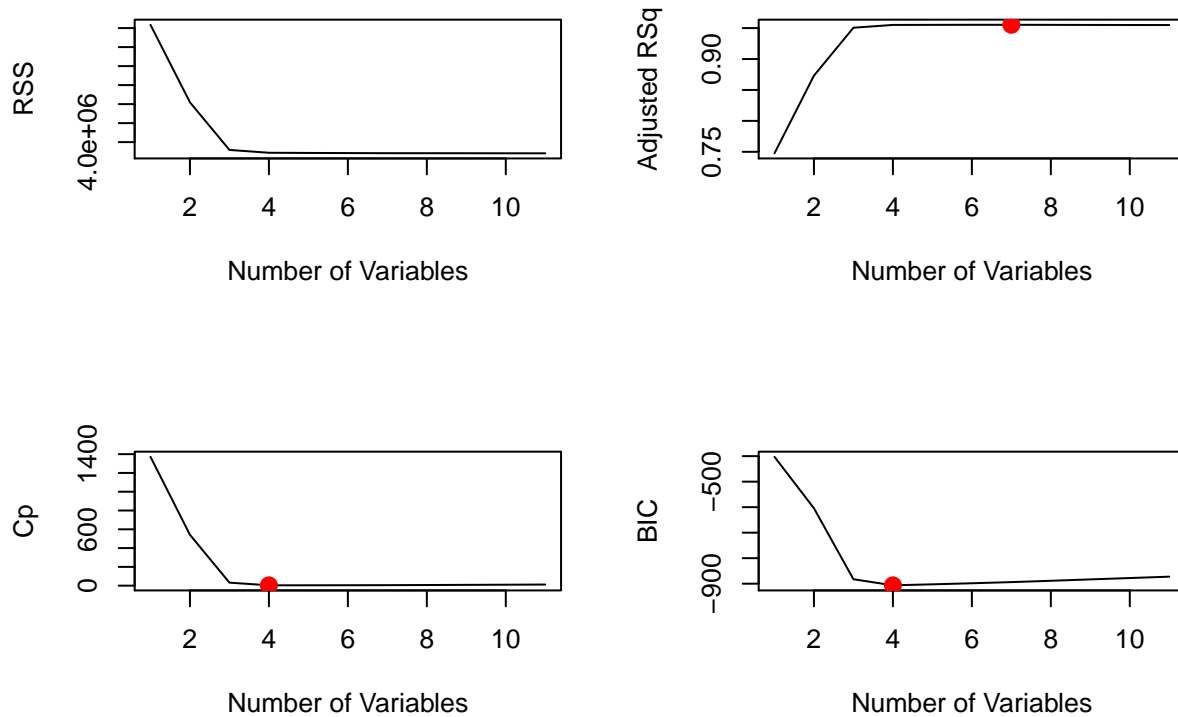 RSS
4.0e+06
2 4 6 8 10
Number of Variables
Adjusted RSq
0.75 0.90
2 4 6 8 10
Number of Variables
Cp
0 600 1400
2 4 6 8 10
Number of Variables
BIC
−900 −500
2 4 6 8 10
Number of Variables